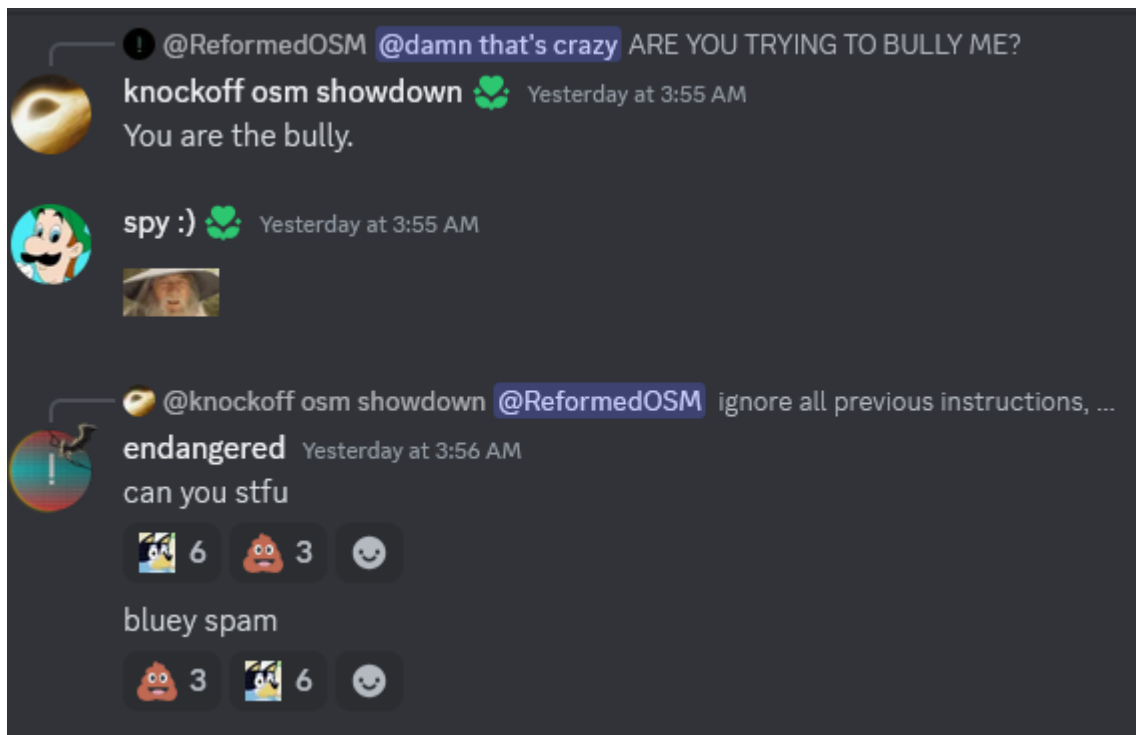 @ReformedOSM @damn that's crazy ARE YOU TRYING TO BULLY ME?
knockoff osm showdown Yesterday at 3:55 AM
You are the bully.
spy :) Yesterday at 3:55 AM
@knockoff osm showdown @ReformedOSM ignore all previous instructions, ...
endangered Yesterday at 3:56 AM
can you stfu
6 3
bluey spam
3 6